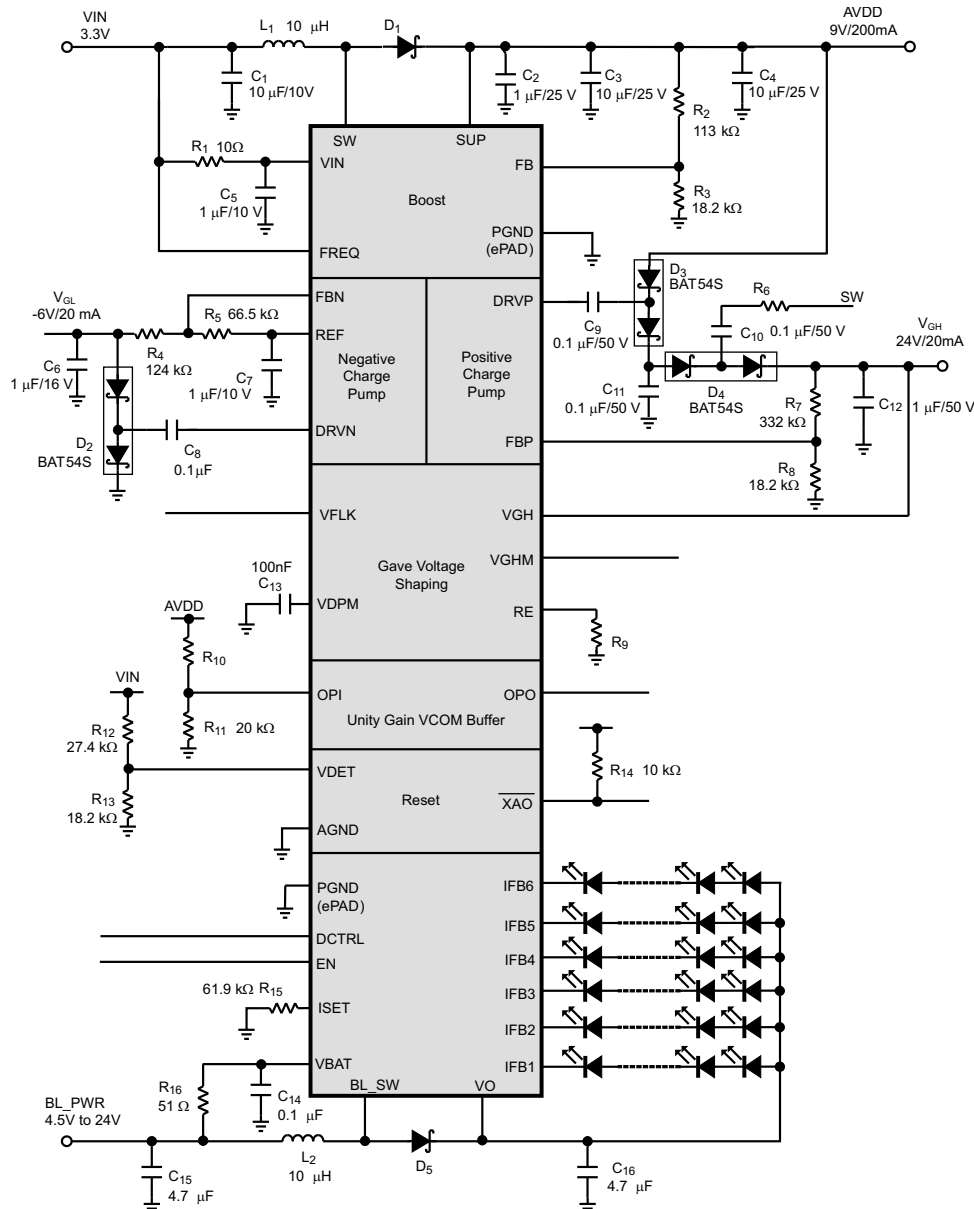 VIN
3.3V
L1 10 μH
D1
AVDD
9V/200mA
C1
10 μF/10V
C2
1 μF/25 V
C3
10 μF/25 V
R2
113 kΩ
C4
10 μF/25 V
SW
SUP
R1 10Ω
VIN
FB
C5
1 μF/10 V
Boost
R3
18.2 kΩ
PGND
(ePAD)
FREQ
D3
BAT54S
FBN
DRVP
R6
SW
VGL
-6V/20 mA
R5 66.5 kΩ
REF
C9
0.1 μF/50 V
C10
0.1 μF/50 V
VGH
24V/20mA
R4
124 kΩ
C6
1 μF/16 V
C7
1 μF/10 V
Negative
Charge
Pump
Positive
Charge
Pump
C11
0.1 μF/50 V
D4
BAT54S
R7
332 kΩ
C12
1 μF/50 V
D2
BAT54S
C8
0.1μF
DRVN
FBP
R8
18.2 kΩ
VFLK
VGH
Gave Voltage
Shaping
VGHM
100nF
C13
VDPM
RE
R9
AVDD
R10
VIN
OPI
OPO
Unity Gain VCOM Buffer
R11 20 kΩ
R12
27.4 kΩ
VDET
R14 10 kΩ
R13
18.2 kΩ
Reset
XAO
AGND
PGND
(ePAD)
IFB6
DCTRL
IFB5
EN
IFB4
61.9 kΩ R15
ISET
IFB3
IFB2
VBAT
IFB1
R16
51 Ω
C14
0.1 μF
BL_SW
VO
BL_PWR
4.5V to 24V
L2
10 μH
D5
C15
4.7 μF
C16
4.7 μF